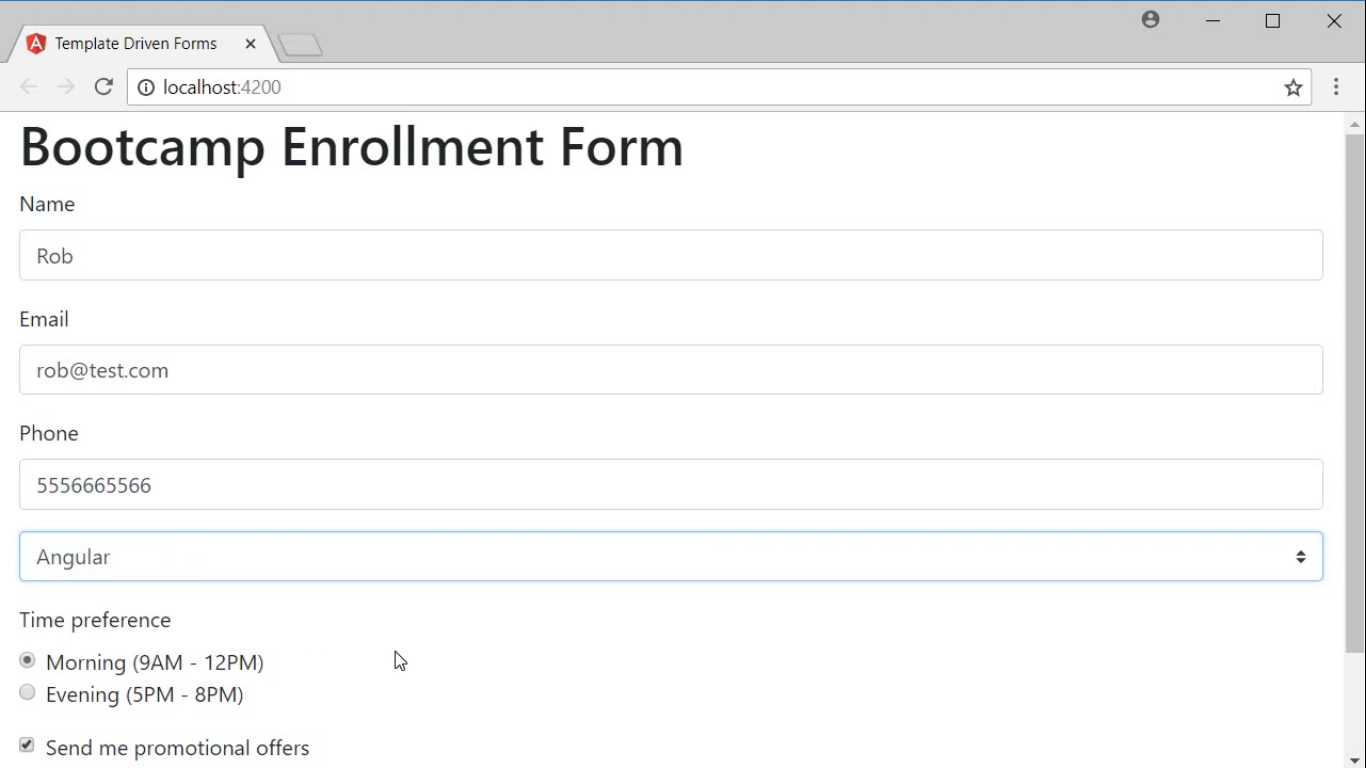 Template Driven Forms
localhost:4200
Bootcamp Enrollment Form
Name
Rob
Email
rob@test.com
Phone
5556665566
Angular
Time preference
Morning (9AM - 12PM)
Evening (5PM - 8PM)
Send me promotional offers